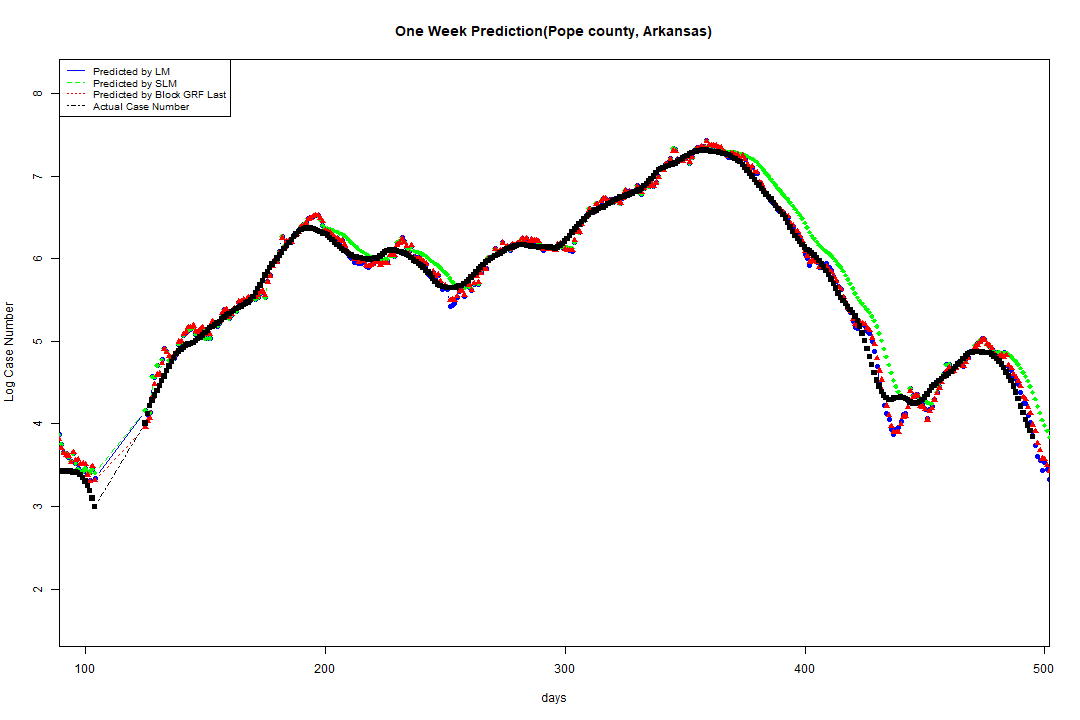 One Week Prediction(Pope county, Arkansas)
Predicted by LM
Predicted by SLM
Predicted by Block GRF Last
Actual Case Number
8
7
6
5
4
3
2
Log Case Number
100 200 300 400 500
days